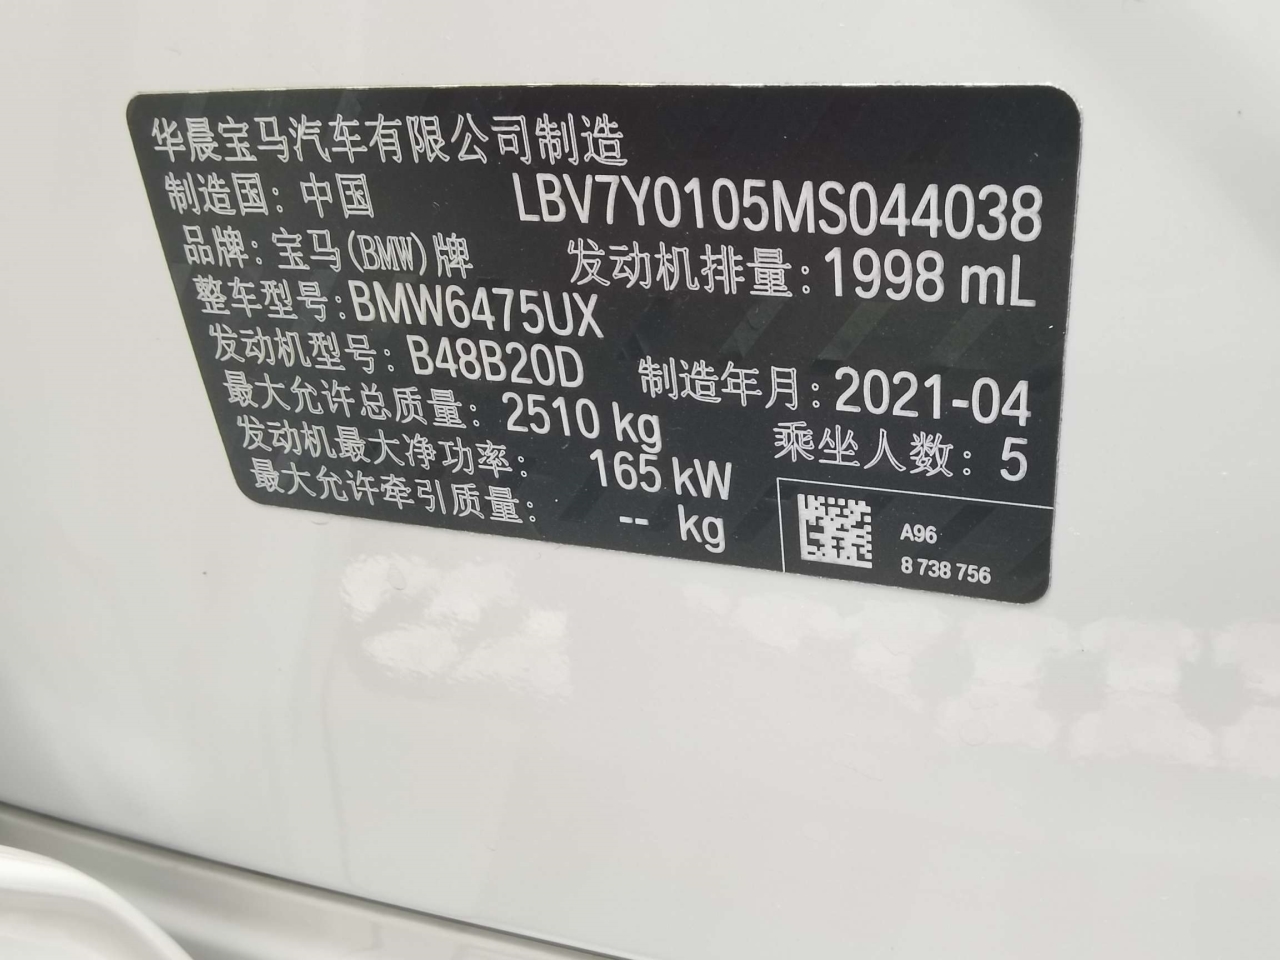 华晨宝马汽车有限公司制造
制造国：中国 LBV7Y0105MS044038
品牌：宝马(BMW)牌 发动机排量：1998 mL
整车型号：BMW6475UX
发动机型号：B48B20D 制造年月：2021-04
最大允许总质量：2510 kg 乘坐人数：5
发动机最大净功率：165 kW
最大允许牵引质量：-- kg
A96
8 738 756